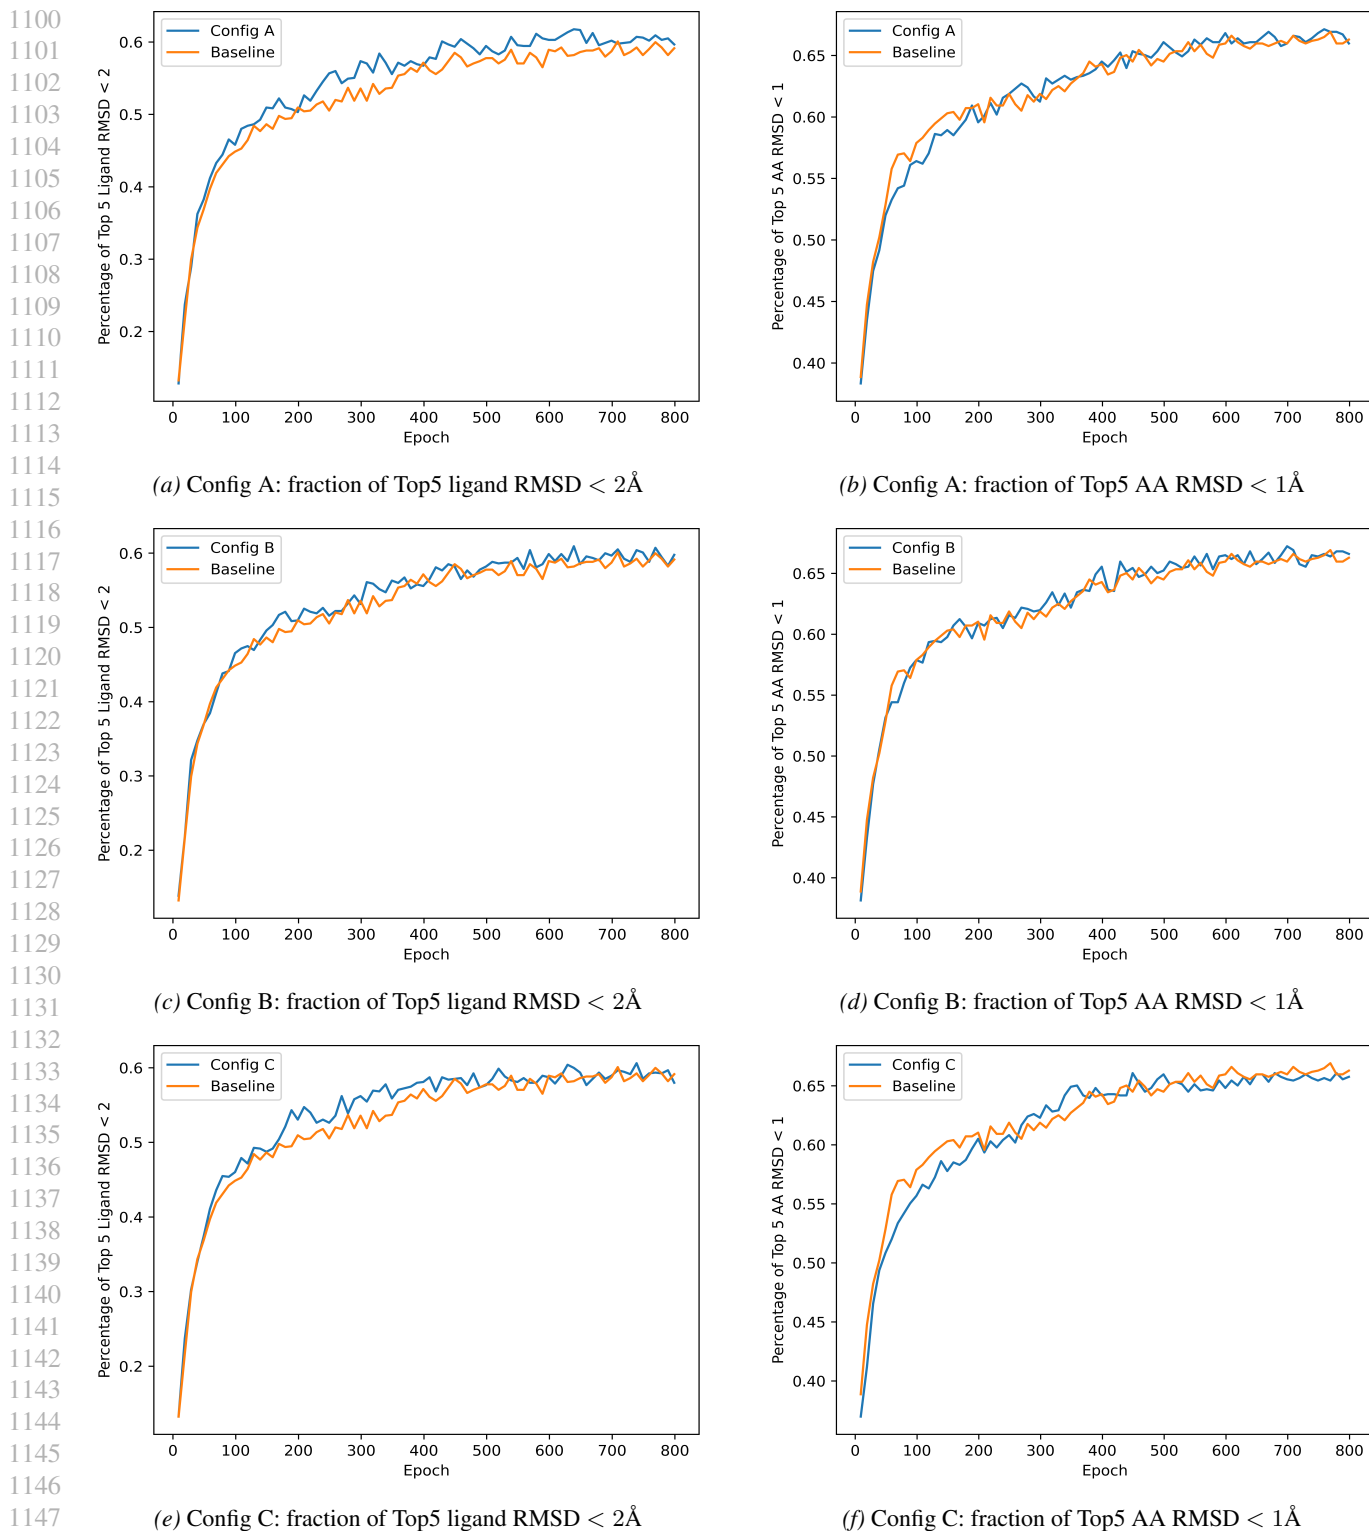 1100
1101
1102
1103
1104
1105
1106
1107
1108
1109
1110
1111
1112
1113
1114
1115
1116
1117
1118
1119
1120
1121
1122
1123
1124
1125
1126
1127
1128
1129
1130
1131
1132
1133
1134
1135
1136
1137
1138
1139
1140
1141
1142
1143
1144
1145
1146
1147
Config A
Baseline
Percentage of Top 5 Ligand RMSD < 2
0.6
0.5
0.4
0.3
0.2
0 100 200 300 400 500 600 700 800
Epoch
(a) Config A: fraction of Top5 ligand RMSD < 2Å
Config A
Baseline
Percentage of Top 5 AA RMSD < 1
0.65
0.60
0.55
0.50
0.45
0.40
0 100 200 300 400 500 600 700 800
Epoch
(b) Config A: fraction of Top5 AA RMSD < 1Å
Config B
Baseline
Percentage of Top 5 Ligand RMSD < 2
0.6
0.5
0.4
0.3
0.2
0 100 200 300 400 500 600 700 800
Epoch
(c) Config B: fraction of Top5 ligand RMSD < 2Å
Config B
Baseline
Percentage of Top 5 AA RMSD < 1
0.65
0.60
0.55
0.50
0.45
0.40
0 100 200 300 400 500 600 700 800
Epoch
(d) Config B: fraction of Top5 AA RMSD < 1Å
Config C
Baseline
Percentage of Top 5 Ligand RMSD < 2
0.6
0.5
0.4
0.3
0.2
0 100 200 300 400 500 600 700 800
Epoch
(e) Config C: fraction of Top5 ligand RMSD < 2Å
Config C
Baseline
Percentage of Top 5 AA RMSD < 1
0.65
0.60
0.55
0.50
0.45
0.40
0 100 200 300 400 500 600 700 800
Epoch
(f) Config C: fraction of Top5 AA RMSD < 1Å